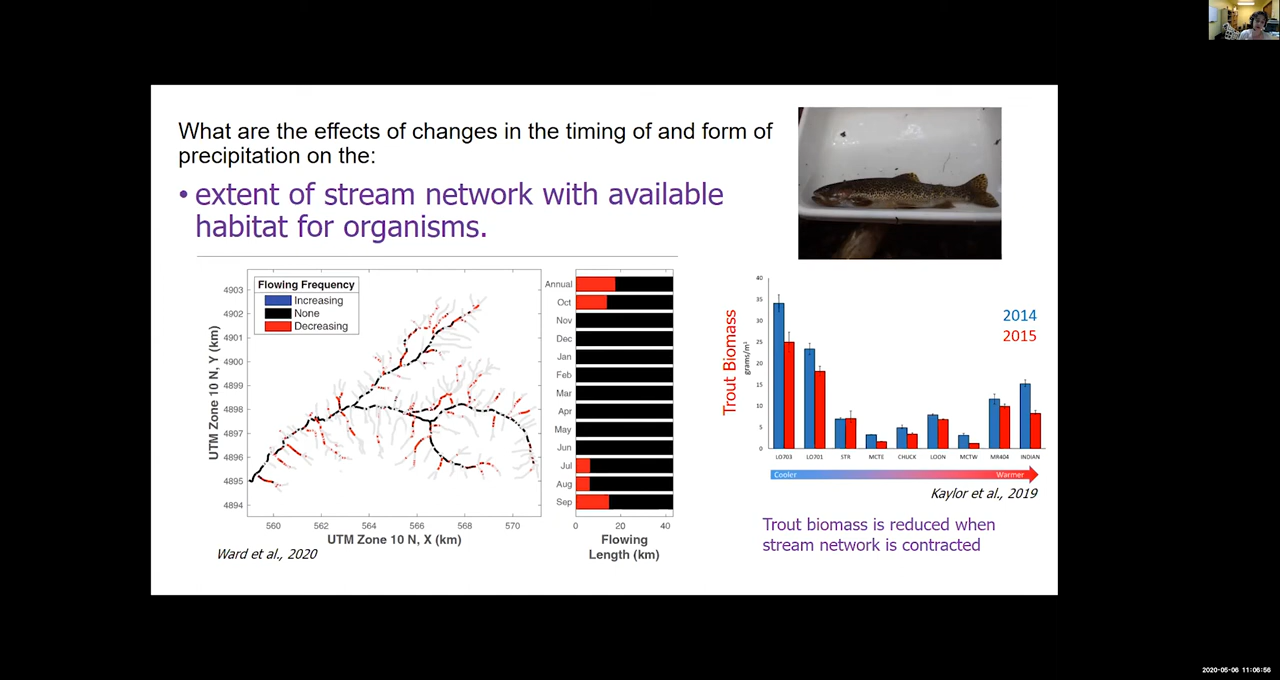 What are the effects of changes in the timing of and form of
precipitation on the:
• extent of stream network with available
habitat for organisms.
Flowing Frequency
Increasing
None
Decreasing
UTM Zone 10 N, Y (km)
4903
4902
4901
4900
4899
4898
4897
4896
4895
4894
560
562
564
566
568
570
UTM Zone 10 N, X (km)
Ward et al., 2020
Annual
Oct
Nov
Dec
Jan
Feb
Mar
Apr
May
Jun
Jul
Aug
Sep
0
20
40
Flowing
Length (km)
Trout Biomass
grams/m²
40
35
30
25
20
15
10
5
0
2014
2015
LO703
LO701
STR
MCTE
CHUCK
LOON
MCTW
MR404
INDIAN
Cooler
Warmer
Kaylor et al., 2019
Trout biomass is reduced when
stream network is contracted
2020-05-06 11:06:56